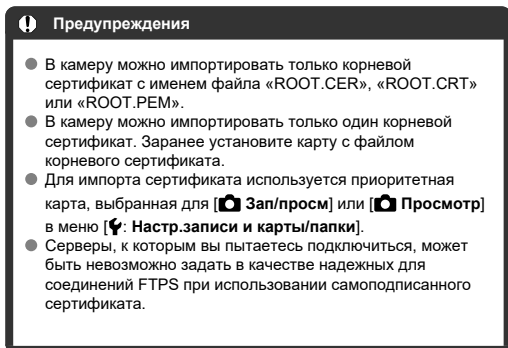 Предупреждения
В камеру можно импортировать только корневой
сертификат с именем файла «ROOT.CER», «ROOT.CRT»
или «ROOT.PEM».
В камеру можно импортировать только один корневой
сертификат. Заранее установите карту с файлом
корневого сертификата.
Для импорта сертификата используется приоритетная
карта, выбранная для [ Зап/просм] или [ Просмотр]
в меню [: Настр.записи и карты/папки].
Серверы, к которым вы пытаетесь подключиться, может
быть невозможно задать в качестве надежных для
соединений FTPS при использовании самоподписанного
сертификата.